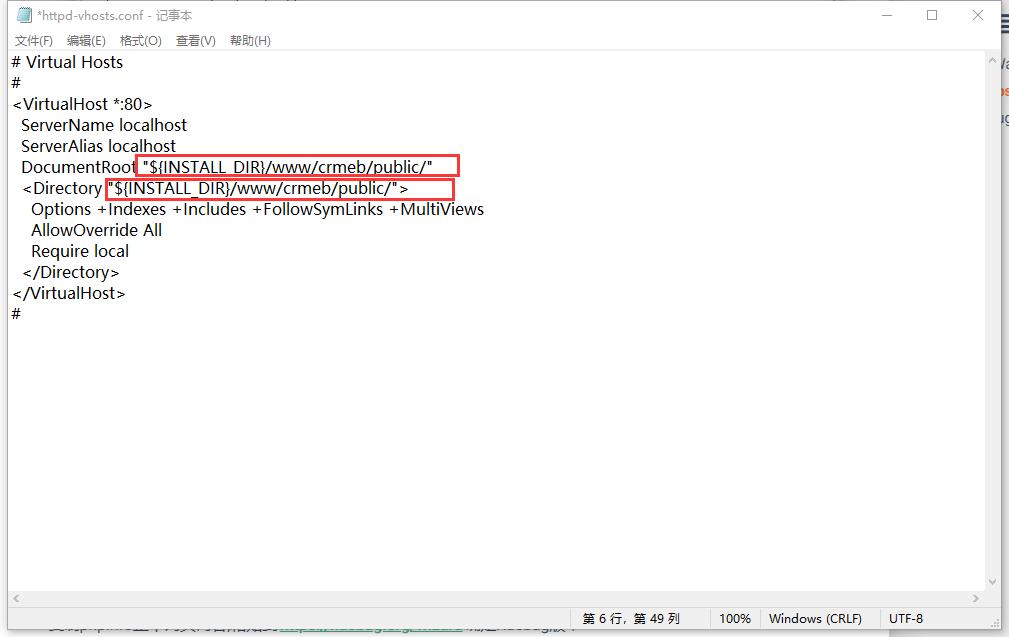 *httpd-vhosts.conf - 记事本
文件(F) 编辑(E) 格式(O) 查看(V) 帮助(H)
# Virtual Hosts
#
<VirtualHost *:80>
  ServerName localhost
  ServerAlias localhost
  DocumentRoot "${INSTALL_DIR}/www/crmeb/public/"
  <Directory "${INSTALL_DIR}/www/crmeb/public/">
    Options +Indexes +Includes +FollowSymLinks +MultiViews
    AllowOverride All
    Require local
  </Directory>
</VirtualHost>
#
第 6 行，第 49 列 100% Windows (CRLF) UTF-8